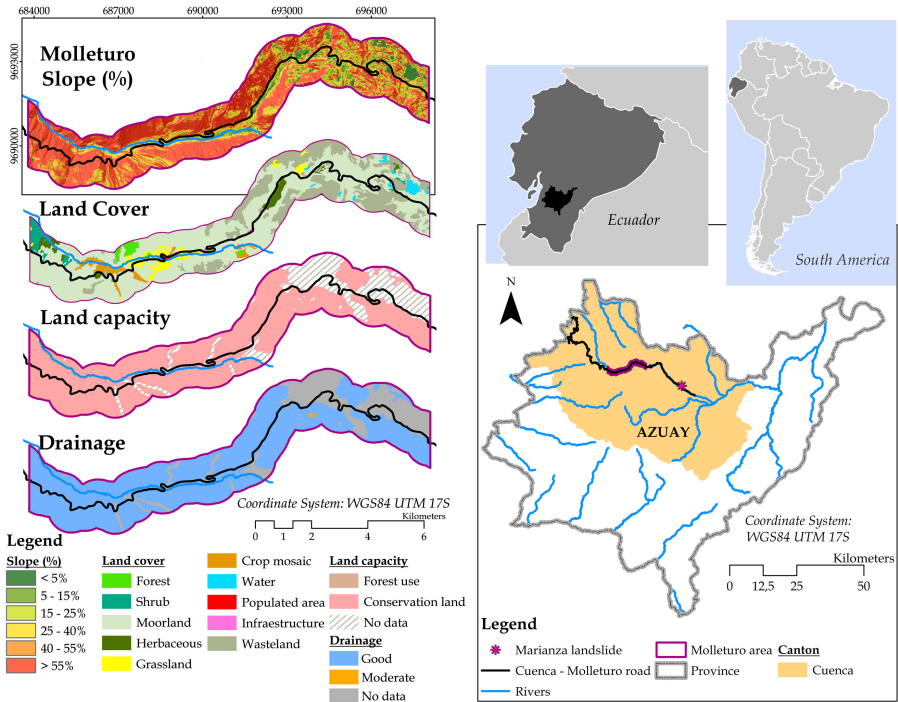 684000 687000 690000 693000 696000
9693000
9690000
Molleturo
Slope (%)
Land Cover
Land capacity
Drainage
Coordinate System: WGS84 UTM 17S
Kilometers
0 1 2 4 6
Legend
Slope (%)
< 5%
5 - 15%
15 - 25%
25 - 40%
40 - 55%
> 55%
Land cover
Forest
Shrub
Moorland
Herbaceous
Grassland
Crop mosaic
Water
Populated area
Infraestructure
Wasteland
Land capacity
Forest use
Conservation land
No data
Drainage
Good
Moderate
No data
Ecuador
South America
N
AZUAY
Coordinate System:
WGS84 UTM 17S
Kilometers
0 12,5 25 50
Legend
Marianza landslide
Cuenca - Molleturo road
Rivers
Molleturo area
Province
Canton
Cuenca